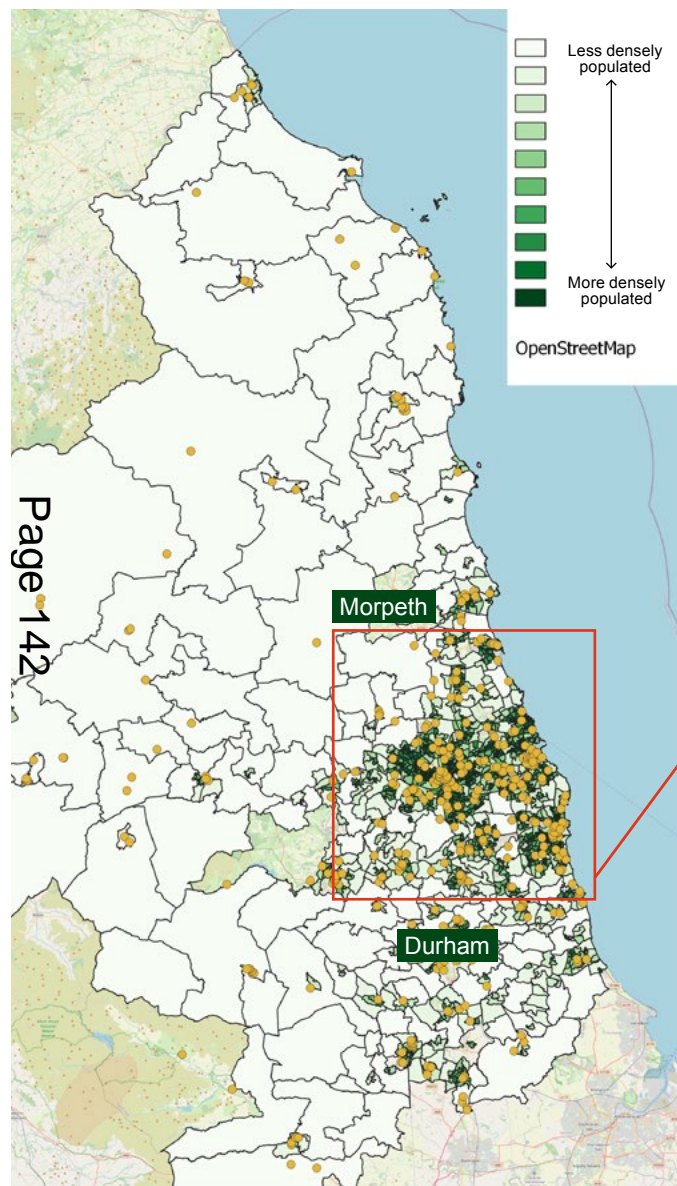 Less densely
populated
More densely
populated
OpenStreetMap
Page 142
Morpeth
Durham